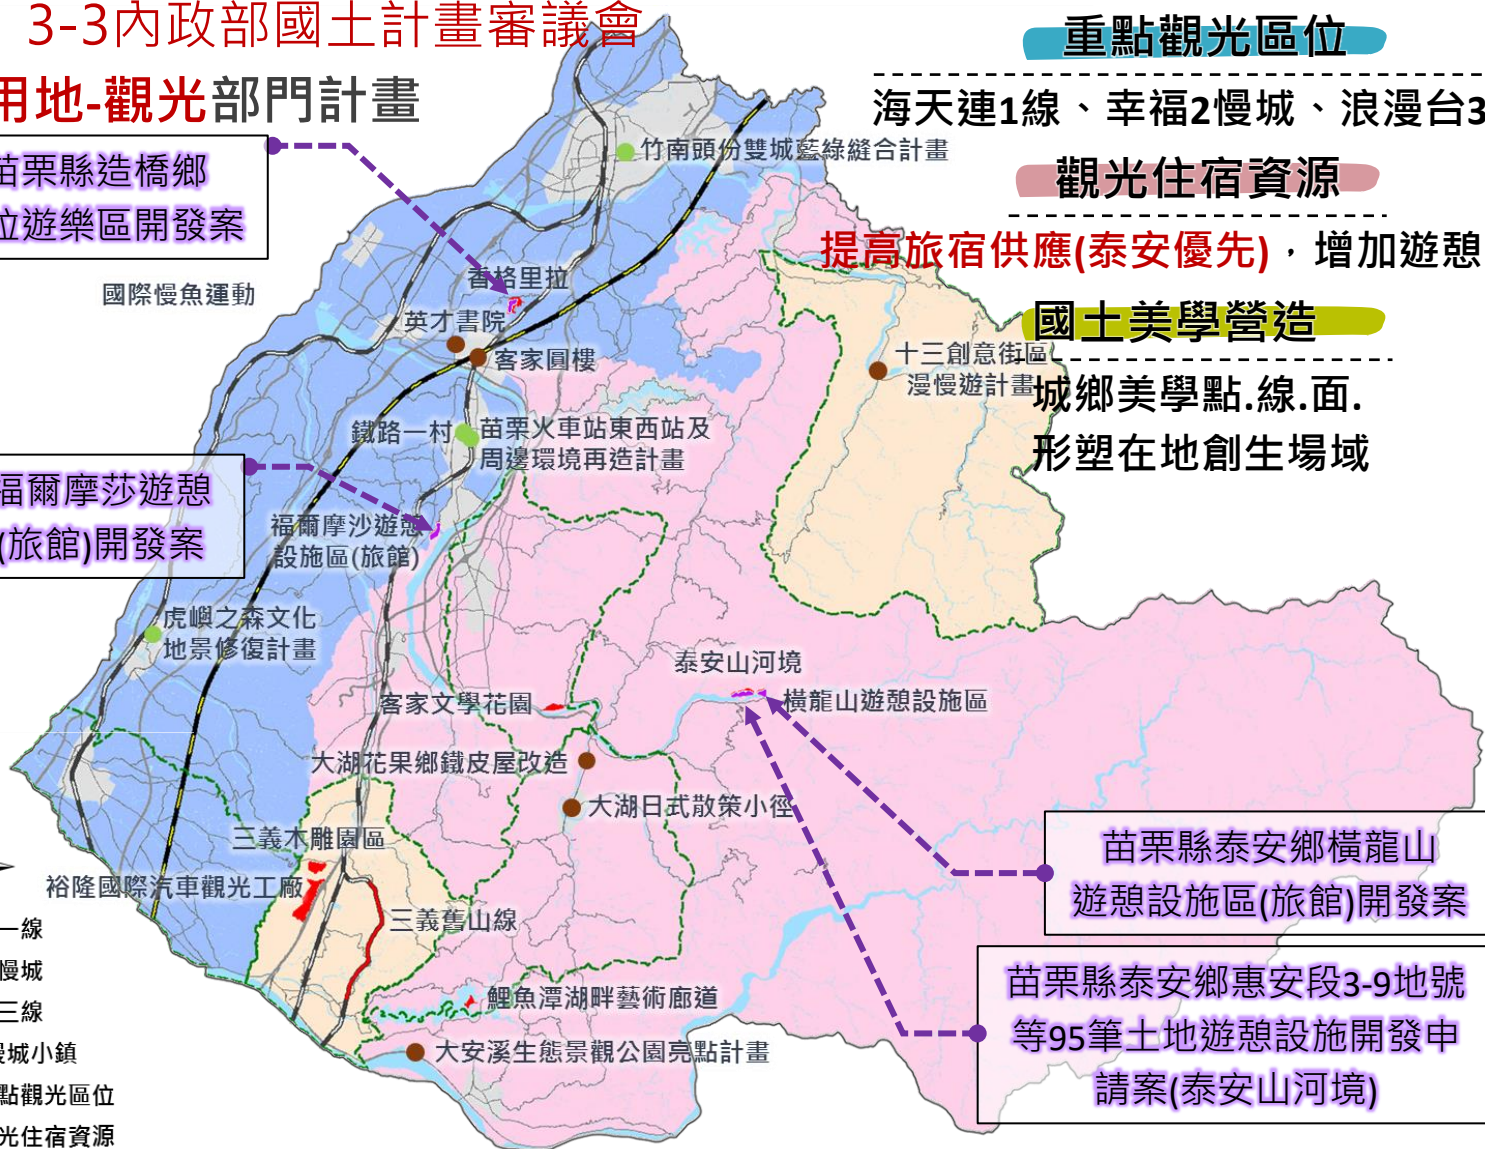 3-3內政部國土計畫審議會
用地-觀光部門計畫
重點觀光區位
海天連1線、幸福2慢城、浪漫台3
觀光住宿資源
提高旅宿供應(泰安優先)，增加遊憩
國土美學營造
城鄉美學點.線.面.
形塑在地創生場域
苗栗縣造橋鄉
位遊樂區開發案
國際慢魚運動
竹南頭份雙城藍綠縫合計畫
香格里拉
英才書院
客家圓樓
十三創意街區
漫慢遊計畫
鐵路一村
苗栗火車站東西站及
周邊環境再造計畫
福爾摩莎遊憩
(旅館)開發案
福爾摩沙遊憩
設施區(旅館)
虎嶼之森文化
地景修復計畫
泰安山河境
橫龍山遊憩設施區
客家文學花園
大湖花果鄉鐵皮屋改造
大湖日式散策小徑
三義木雕園區
裕隆國際汽車觀光工廠
三義舊山線
鯉魚潭湖畔藝術廊道
大安溪生態景觀公園亮點計畫
苗栗縣泰安鄉橫龍山
遊憩設施區(旅館)開發案
苗栗縣泰安鄉惠安段3-9地號
等95筆土地遊憩設施開發申
請案(泰安山河境)
一線
慢城
三線
慢城小鎮
點觀光區位
光住宿資源